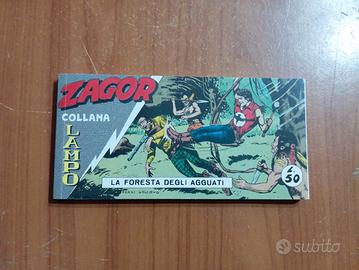 ZAGOR
COLLANA
LAMPO
LA FORESTA DEGLI AGGUATI
£.50
subito